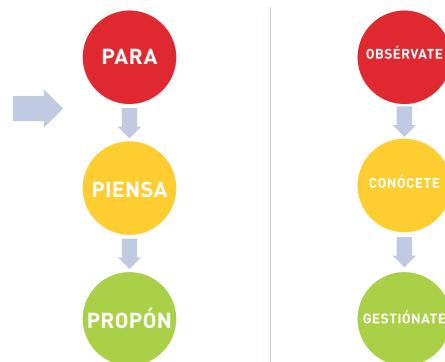 PARA
PIENSA
PROPÓN
OBSÉRVATE
CONÓCETE
GESTIÓNATE